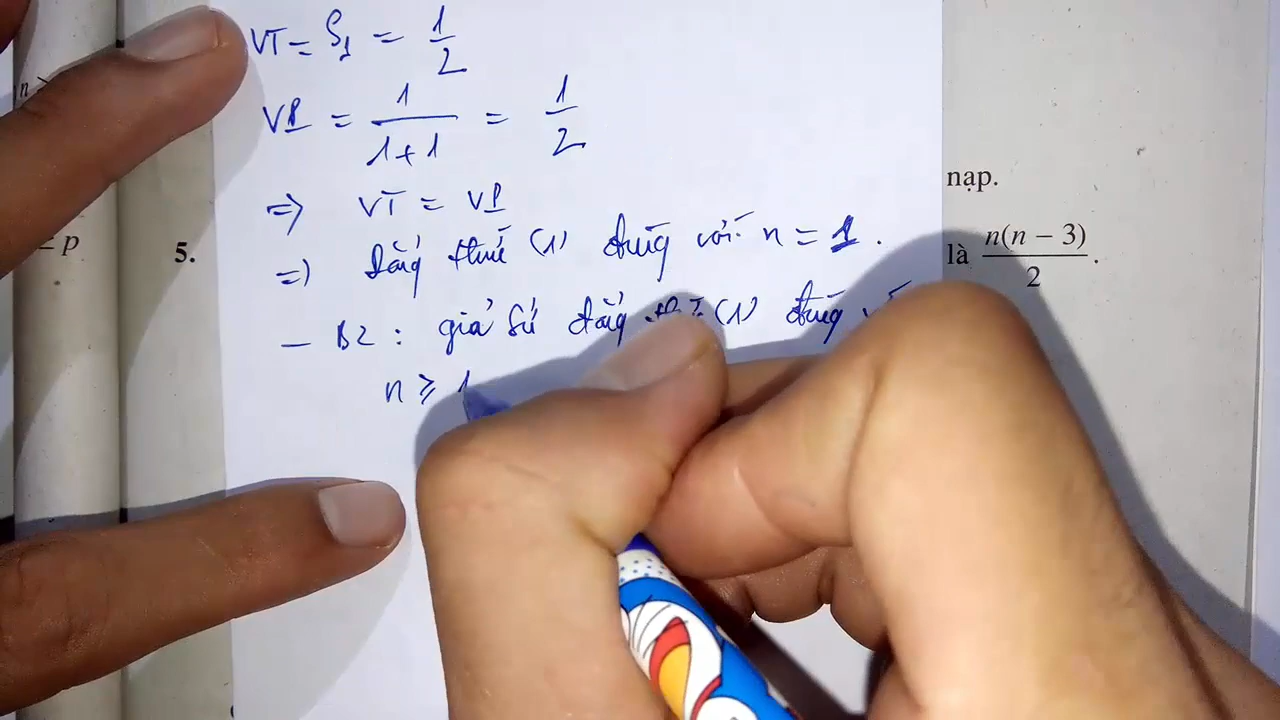 n ≥
= p
VT = S₁ = 1/2
VP = 1/(1+1) = 1/2
=> VT = VP
=> đẳng thức (1) đúng với n = 1.
– B2 : giả sử đẳng thức (1) đúng
n ≥ 1
5.
nạp.
là n(n − 3)/2.